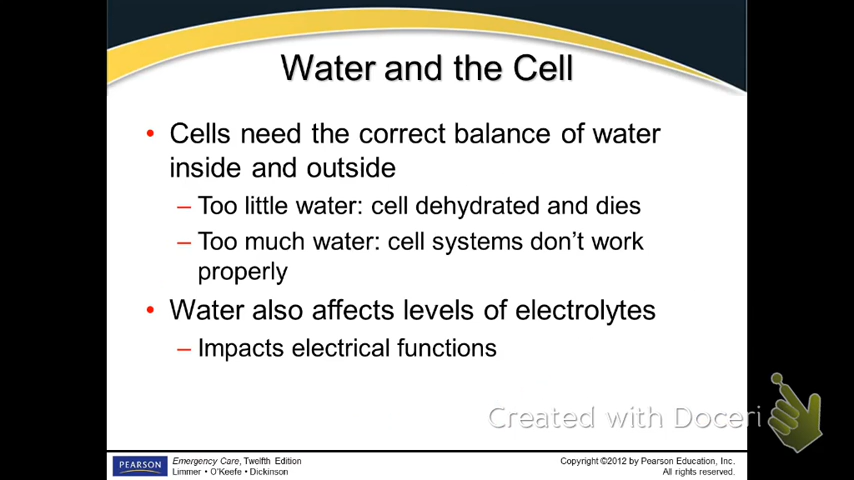 Water and the Cell
• Cells need the correct balance of water
inside and outside
– Too little water: cell dehydrated and dies
– Too much water: cell systems don't work
properly
• Water also affects levels of electrolytes
– Impacts electrical functions
Created with Doceri
PEARSON
Emergency Care, Twelfth Edition
Limmer • O'Keefe • Dickinson
Copyright ©2012 by Pearson Education, Inc.
All rights reserved.